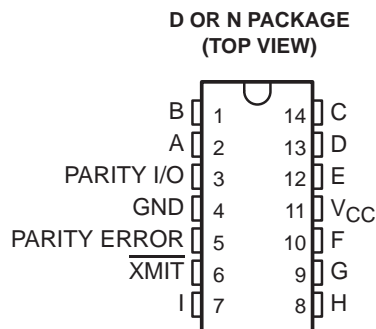 D OR N PACKAGE
(TOP VIEW)
B 1 14 C
A 2 13 D
PARITY I/O 3 12 E
GND 4 11 VCC
PARITY ERROR 5 10 F
X̅M̅I̅T̅ 6 9 G
I 7 8 H